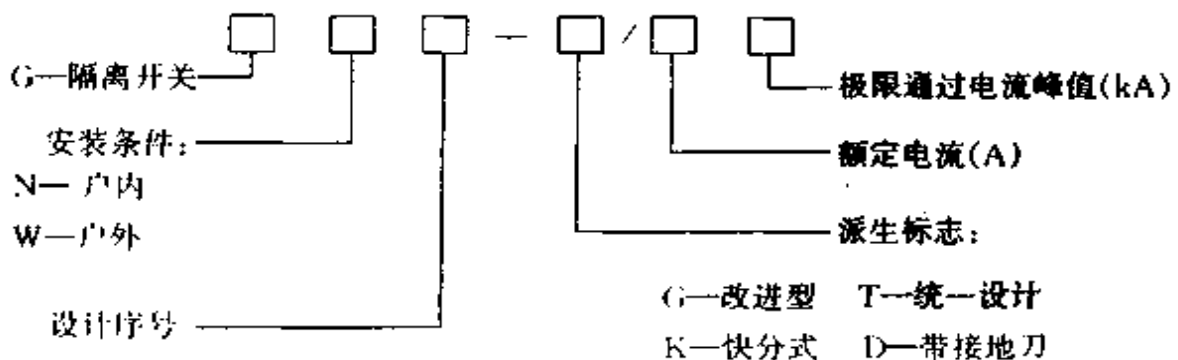 □ □ □ - □ / □ □
G—隔离开关
极限通过电流峰值(kA)
安装条件:
额定电流(A)
N—户内
W—户外
派生标志:
G—改进型 T—统一设计
设计序号
K—快分式 D—带接地刀